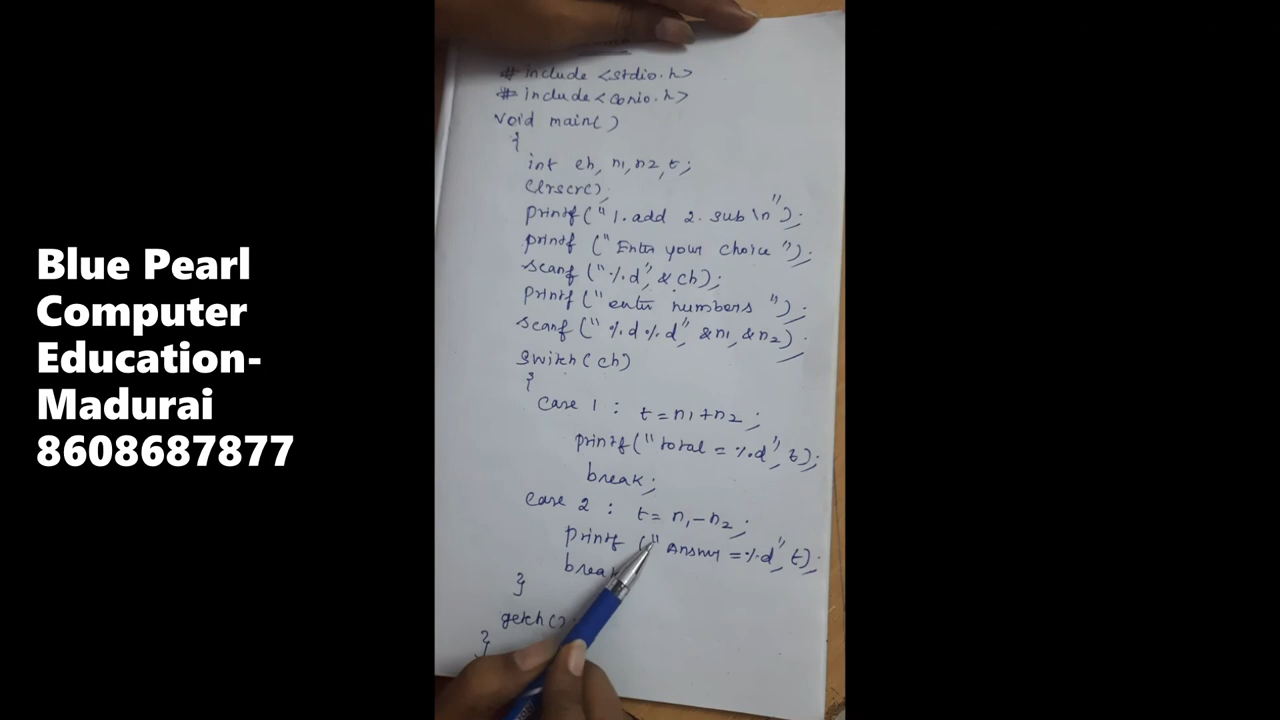 Blue Pearl
Computer
Education-
Madurai
8608687877
#include <stdio.h>
#include <conio.h>
void main()
{
int ch, n1, n2, t;
clrscr();
printf("1.add 2. sub\n");
printf ("Enter your choice ");
scanf ("%d", &ch);
printf ("enter numbers ");
scanf (" %d%d", &n1, &n2);
switch(ch)
{
case 1 : t=n1+n2;
printf("total = %d", t);
break;
case 2 : t= n1-n2;
printf ("Answer =%d", t);
break
}
getch();
}